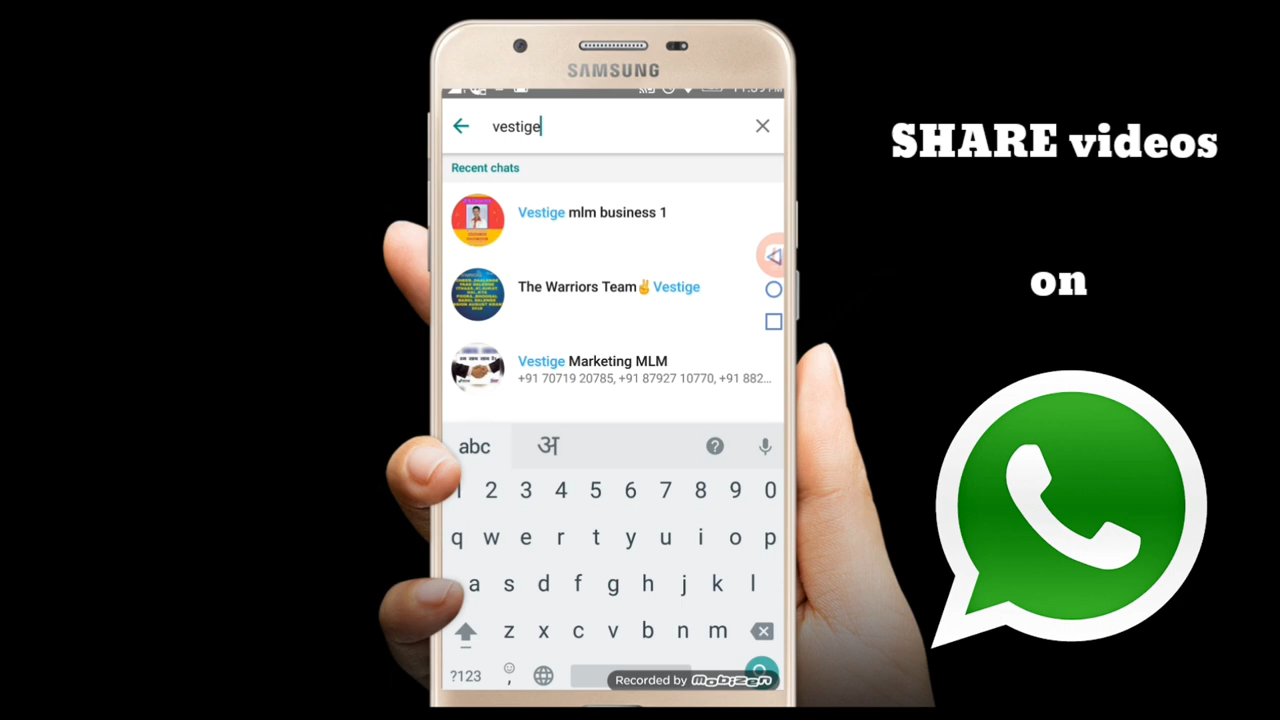 SAMSUNG
vestige
Recent chats
Vestige mlm business 1
The Warriors Team✌Vestige
Vestige Marketing MLM
+91 70719 20785, +91 87927 10770, +91 882...
abc अ ?
1 2 3 4 5 6 7 8 9 0
q w e r t y u i o p
a s d f g h j k l
z x c v b n m
?123 ,
Recorded by mobizen
SHARE videos
on